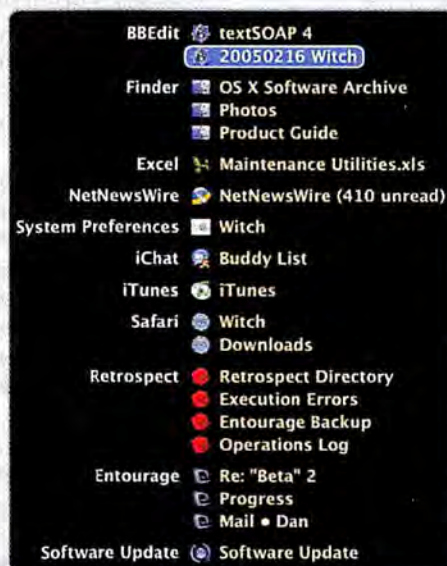 BBEdit textSOAP 4
20050216 Witch
Finder OS X Software Archive
Photos
Product Guide
Excel Maintenance Utilities.xls
NetNewsWire NetNewsWire (410 unread)
System Preferences Witch
iChat Buddy List
iTunes iTunes
Safari Witch
Downloads
Retrospect Retrospect Directory
Execution Errors
Entourage Backup
Operations Log
Entourage Re: "Beta" 2
Progress
Mail • Dan
Software Update Software Update